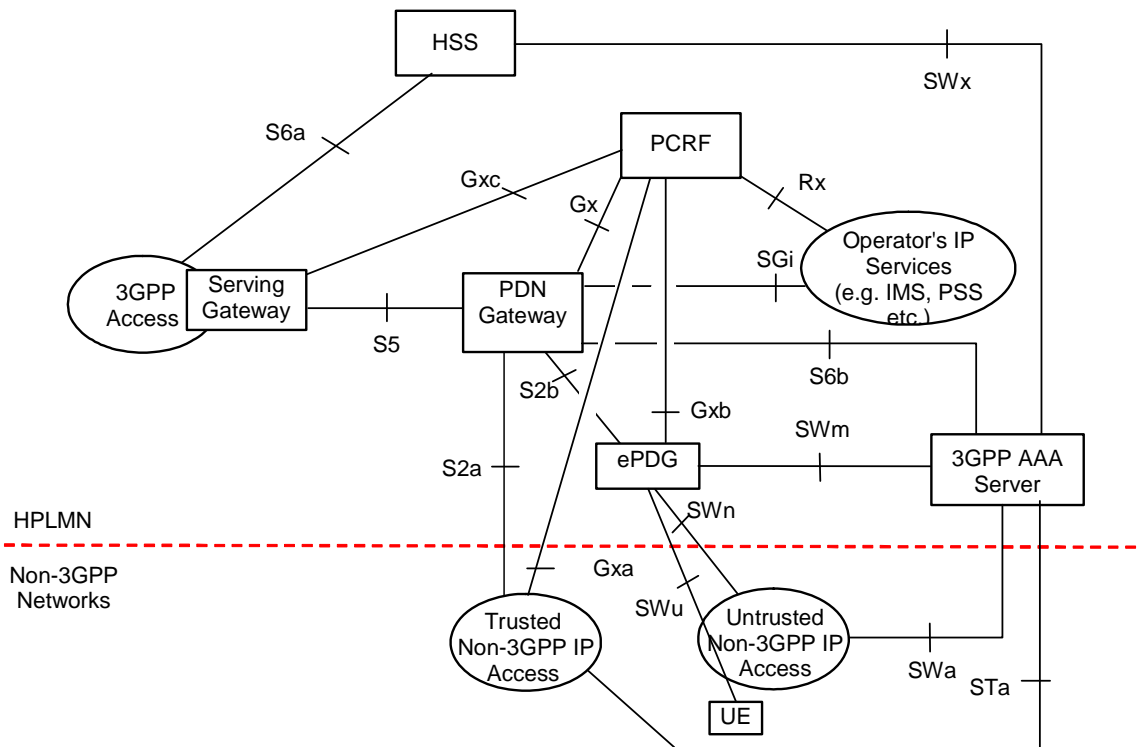 HSS
SWx
S6a
PCRF
Gxc
Gx
Rx
Operator's IP
Services
(e.g. IMS, PSS
etc.)
SGi
3GPP
Access
Serving
Gateway
PDN
Gateway
S5
S6b
S2b
Gxb
SWm
S2a
ePDG
3GPP AAA
Server
SWn
HPLMN
Non-3GPP
Networks
Gxa
SWu
Trusted
Non-3GPP IP
Access
Untrusted
Non-3GPP IP
Access
SWa
STa
UE